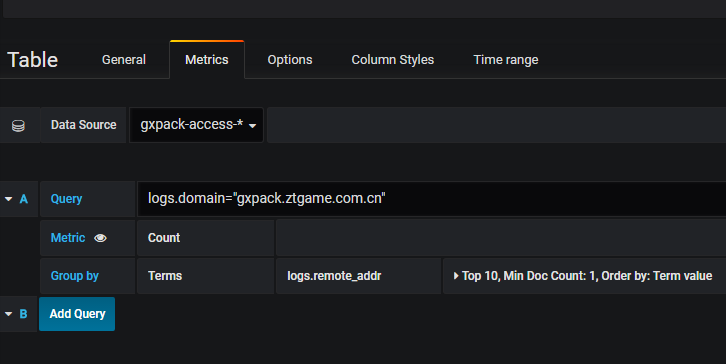 Table General Metrics Options Column Styles Time range
Data Source gxpack-access-*
A Query logs.domain="gxpack.ztgame.com.cn"
Metric Count
Group by Terms logs.remote_addr Top 10, Min Doc Count: 1, Order by: Term value
B Add Query